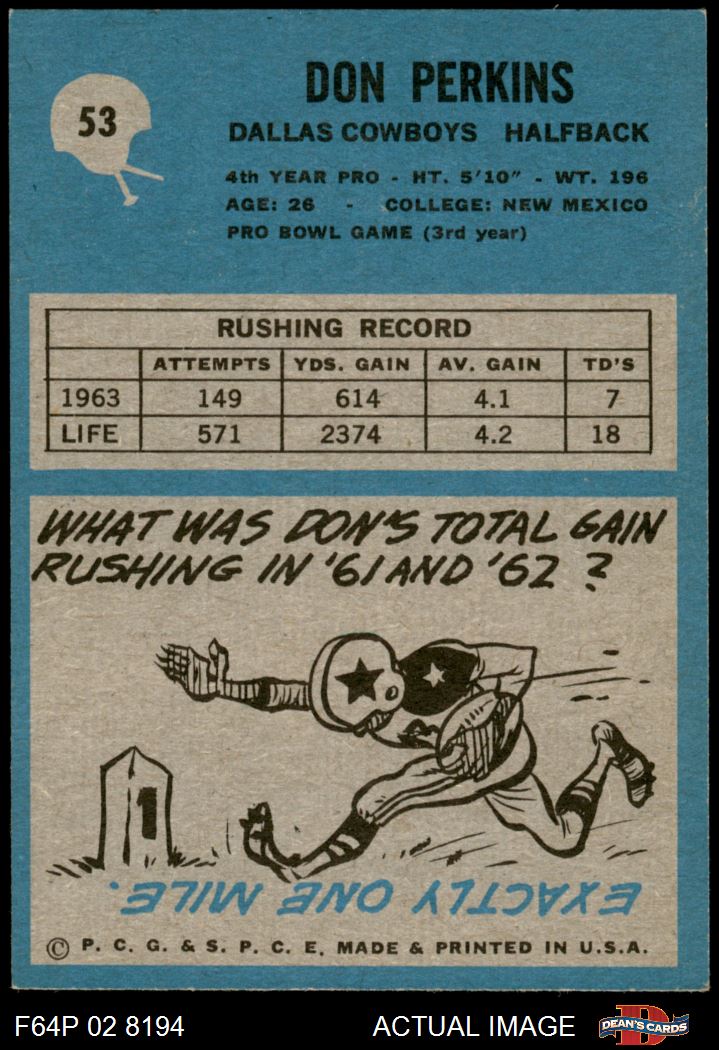 53
DON PERKINS
DALLAS COWBOYS HALFBACK
4th YEAR PRO - HT. 5'10" - WT. 196
AGE: 26 - COLLEGE: NEW MEXICO
PRO BOWL GAME (3rd year)
RUSHING RECORD
ATTEMPTS YDS. GAIN AV. GAIN TD'S
1963 149 614 4.1 7
LIFE 571 2374 4.2 18
WHAT WAS DON'S TOTAL GAIN
RUSHING IN '61 AND '62?
1
EXACTLY ONE MILE.
© P. C. G. & S. P. C. E. MADE & PRINTED IN U.S.A.
F64P 02 8194 ACTUAL IMAGE
D
DEAN'S CARDS